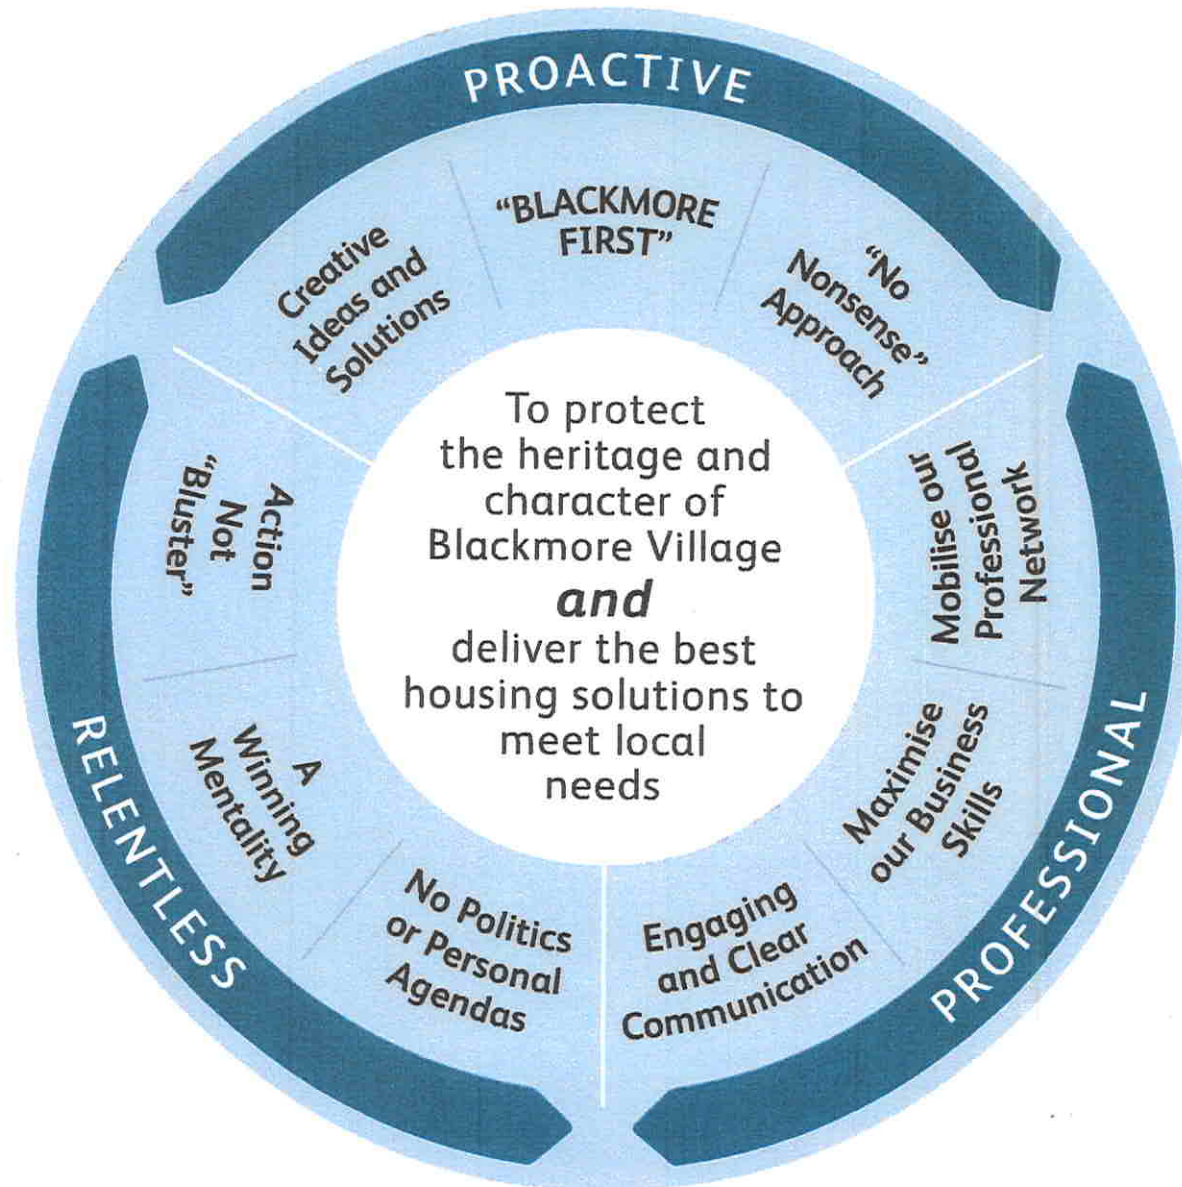 PROACTIVE
Creative
Ideas and
Solutions
“BLACKMORE
FIRST”
“No
Nonsense”
Approach
Mobilise our
Professional
Network
Maximise
our Business
Skills
Engaging
and Clear
Communication
PROFESSIONAL
No Politics
or Personal
Agendas
A
Winning
Mentality
Action
Not
“Bluster”
RELENTLESS
To protect
the heritage and
character of
Blackmore Village
and
deliver the best
housing solutions to
meet local
needs